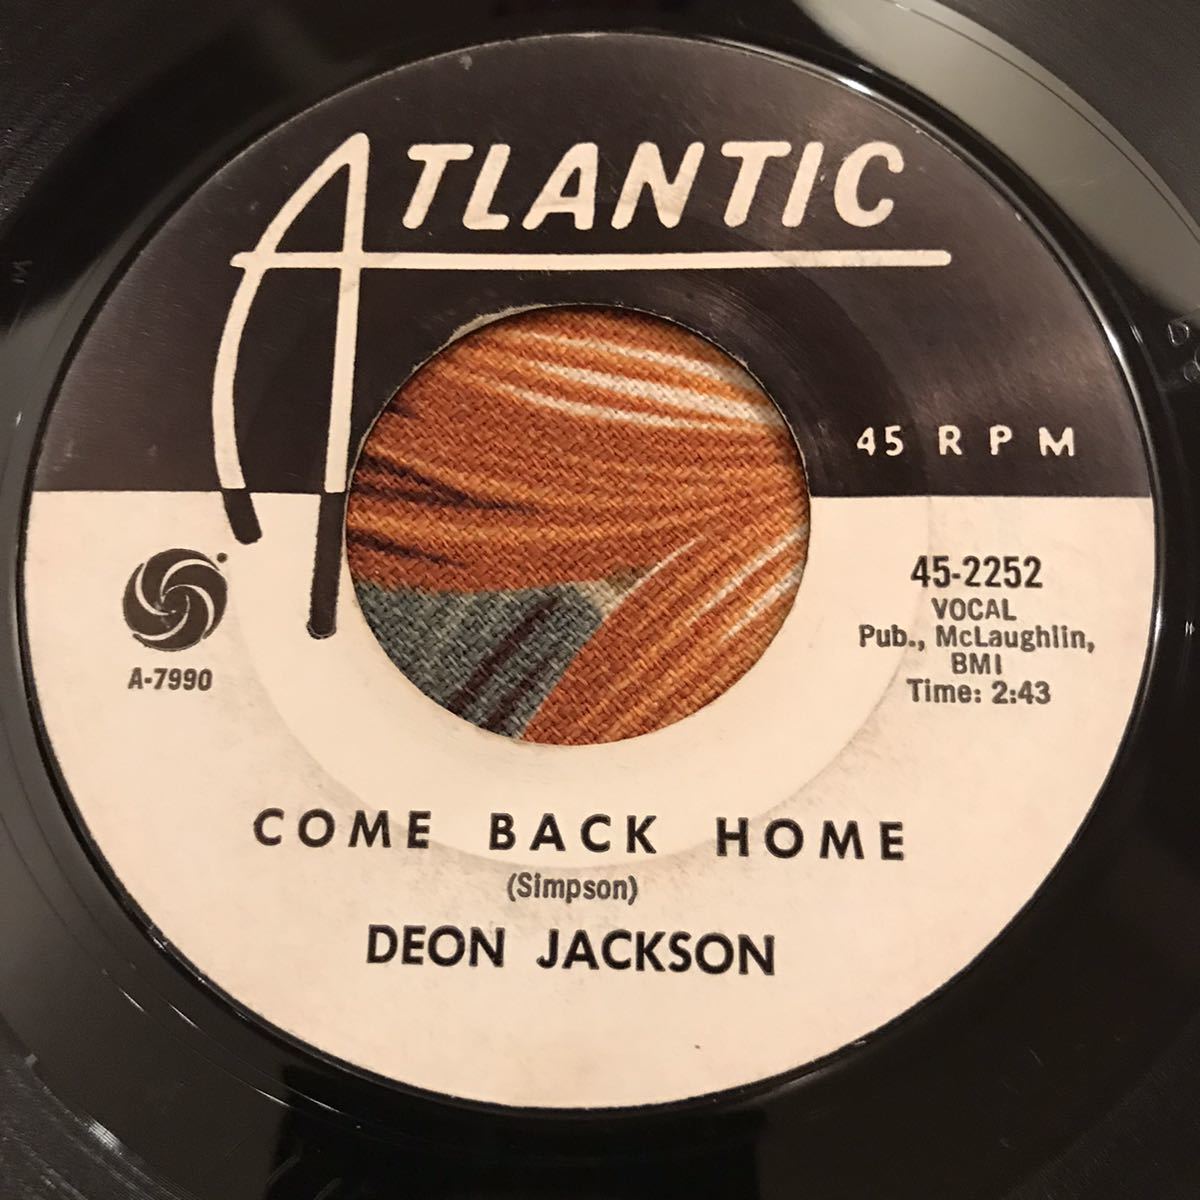 ATLANTIC
45 RPM
45-2252
VOCAL
Pub., McLaughlin,
BMI
Time: 2:43
A-7990
COME BACK HOME
(Simpson)
DEON JACKSON